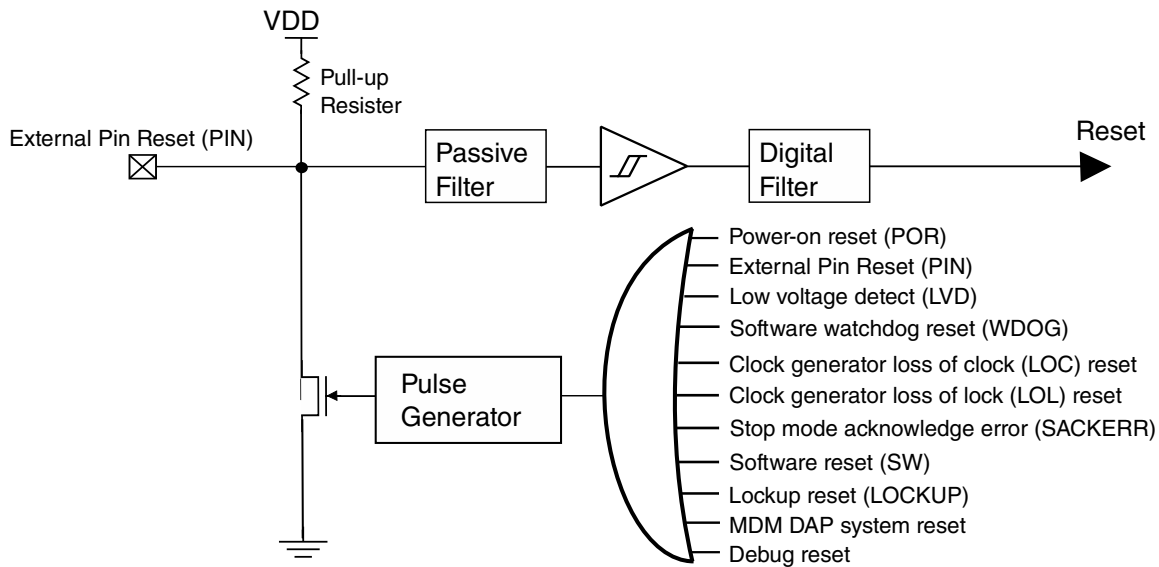 VDD
Pull-up
Resister
External Pin Reset (PIN)
Passive
Filter
Digital
Filter
Reset
Power-on reset (POR)
External Pin Reset (PIN)
Low voltage detect (LVD)
Software watchdog reset (WDOG)
Clock generator loss of clock (LOC) reset
Clock generator loss of lock (LOL) reset
Stop mode acknowledge error (SACKERR)
Software reset (SW)
Lockup reset (LOCKUP)
MDM DAP system reset
Debug reset
Pulse
Generator